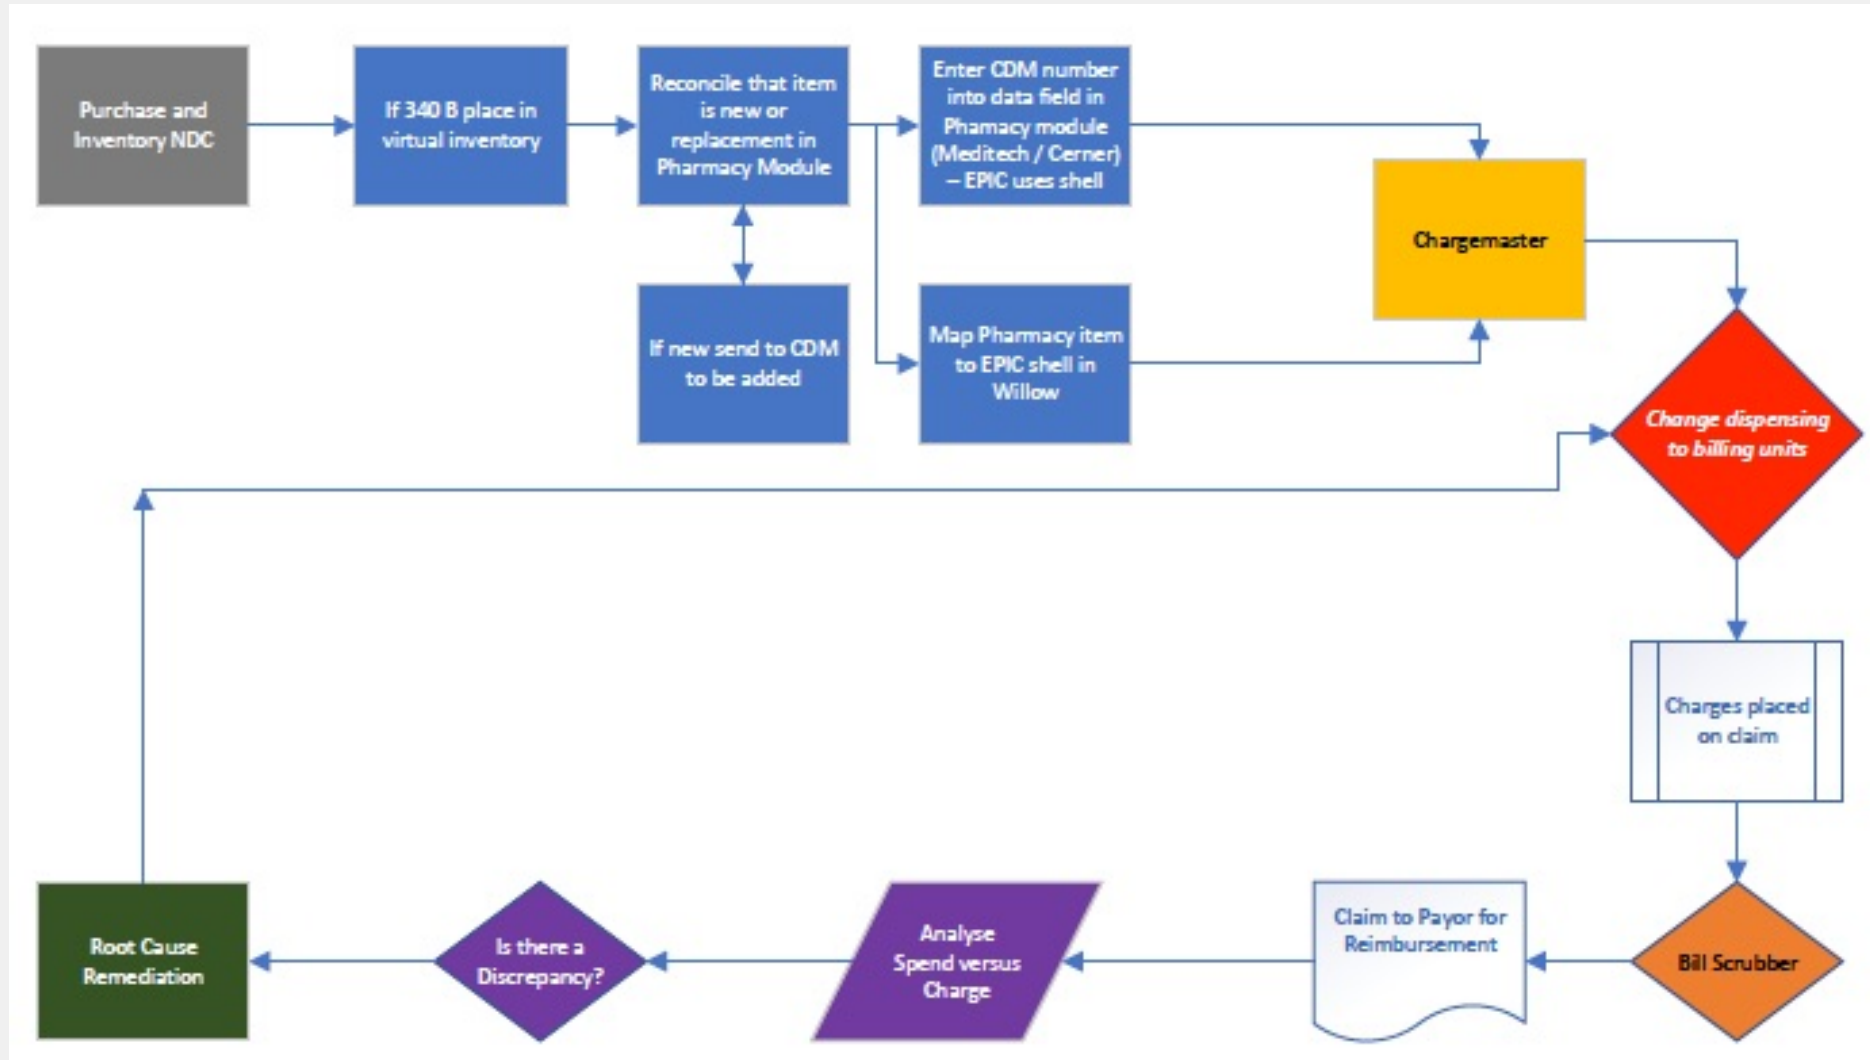 Purchase and
Inventory NDC
If 340 B place in
virtual inventory
Reconcile that item
is new or
replacement in
Pharmacy Module
Enter CDM number
into data field in
Phamacy module
(Meditech / Cerner)
– EPIC uses shell
Chargemaster
If new send to CDM
to be added
Map Pharmacy item
to EPIC shell in
Willow
Change dispensing
to billing units
Charges placed
on claim
Bill Scrubber
Claim to Payor for
Reimbursement
Analyse
Spend versus
Charge
Is there a
Discrepancy?
Root Cause
Remediation